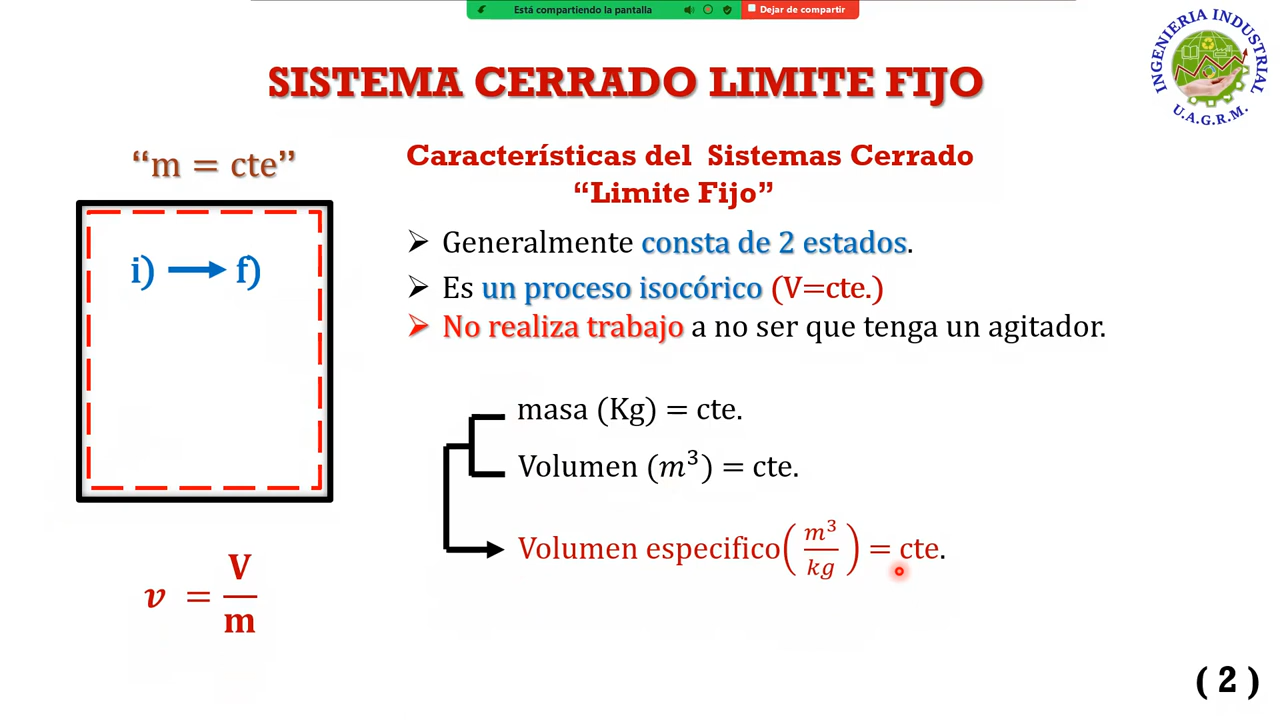 Está compartiendo la pantalla Dejar de compartir
INGENIERIA INDUSTRIAL
U.A.G.R.M.
SISTEMA CERRADO LIMITE FIJO
“m = cte”
i) → f)
v = V/m
Características del Sistemas Cerrado
“Limite Fijo”
➢ Generalmente consta de 2 estados.
➢ Es un proceso isocórico (V=cte.)
➢ No realiza trabajo a no ser que tenga un agitador.
masa (Kg) = cte.
Volumen (m³) = cte.
Volumen especifico (m³/kg) = cte.
( 2 )